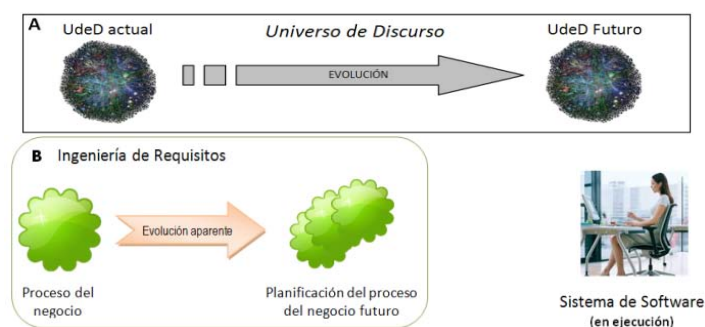 A
UdeD actual
Universo de Discurso
UdeD Futuro
EVOLUCIÓN
B Ingeniería de Requisitos
Evolución aparente
Proceso del
negocio
Planificación del proceso
del negocio futuro
Sistema de Software
(en ejecución)